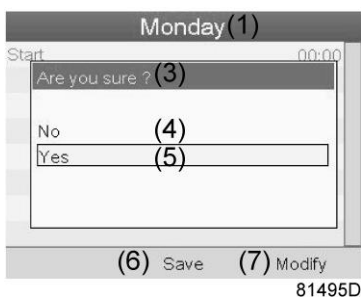 Monday(1)
Start 00:00
Are you sure ? (3)
No (4)
Yes (5)
(6) Save (7) Modify
81495D